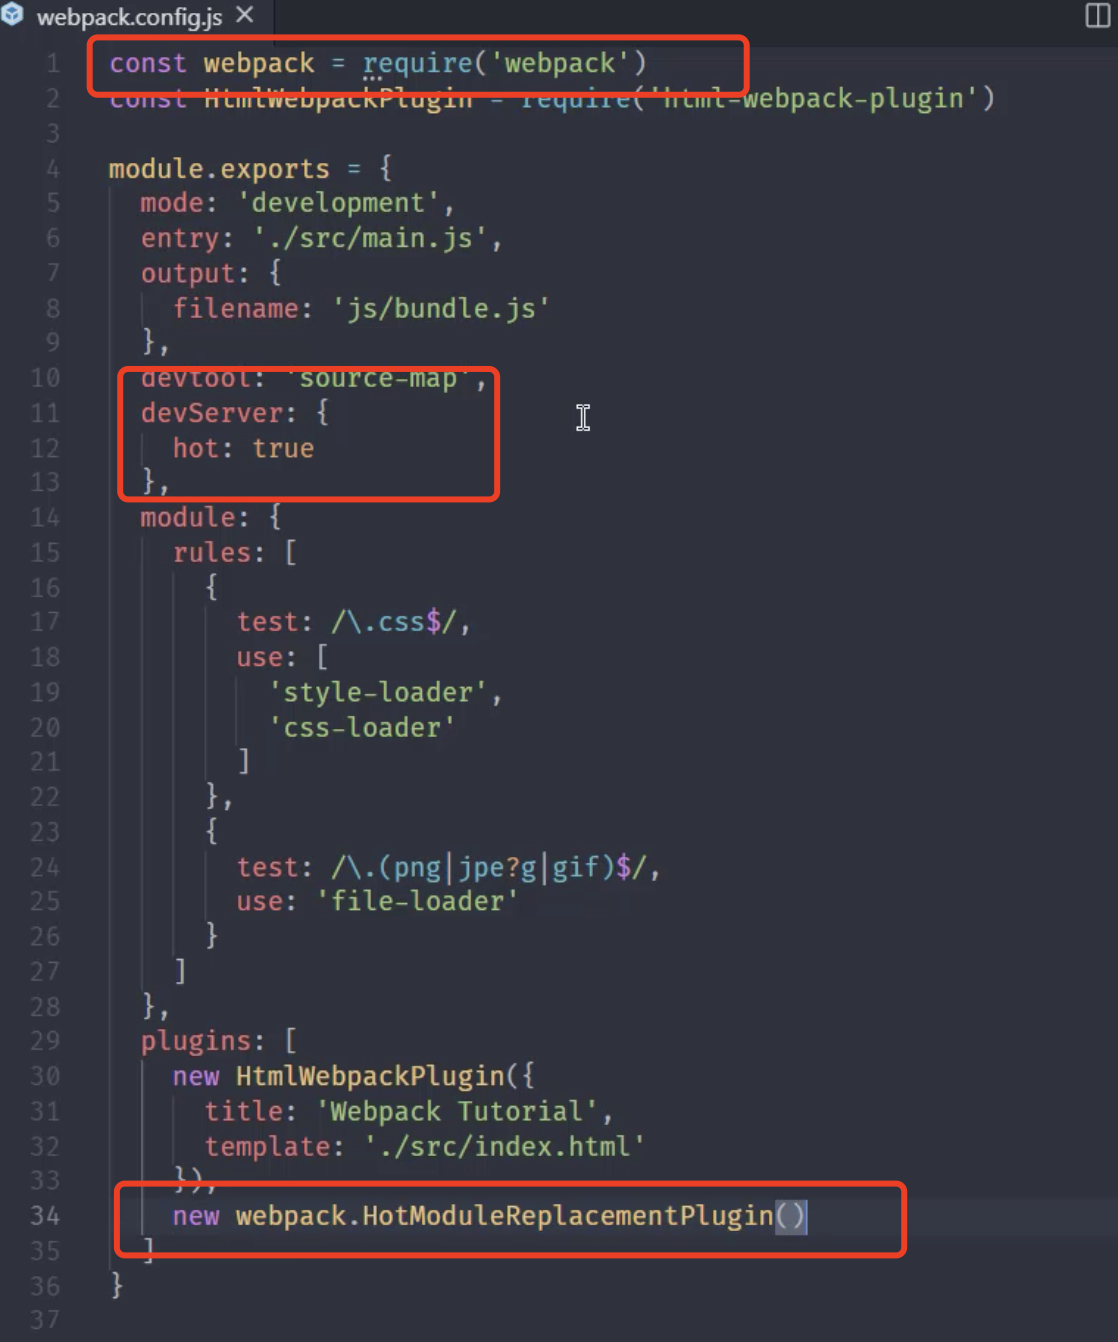 webpack.config.js ×
1 const webpack = require('webpack')
2 const HtmlWebpackPlugin = require('html-webpack-plugin')
3
4 module.exports = {
5   mode: 'development',
6   entry: './src/main.js',
7   output: {
8     filename: 'js/bundle.js'
9   },
10   devtool: 'source-map',
11   devServer: {
12     hot: true
13   },
14   module: {
15     rules: [
16       {
17         test: /\.css$/,
18         use: [
19           'style-loader',
20           'css-loader'
21         ]
22       },
23       {
24         test: /\.(png|jpe?g|gif)$/,
25         use: 'file-loader'
26       }
27     ]
28   },
29   plugins: [
30     new HtmlWebpackPlugin({
31       title: 'Webpack Tutorial',
32       template: './src/index.html'
33     }),
34     new webpack.HotModuleReplacementPlugin()
35   ]
36 }
37